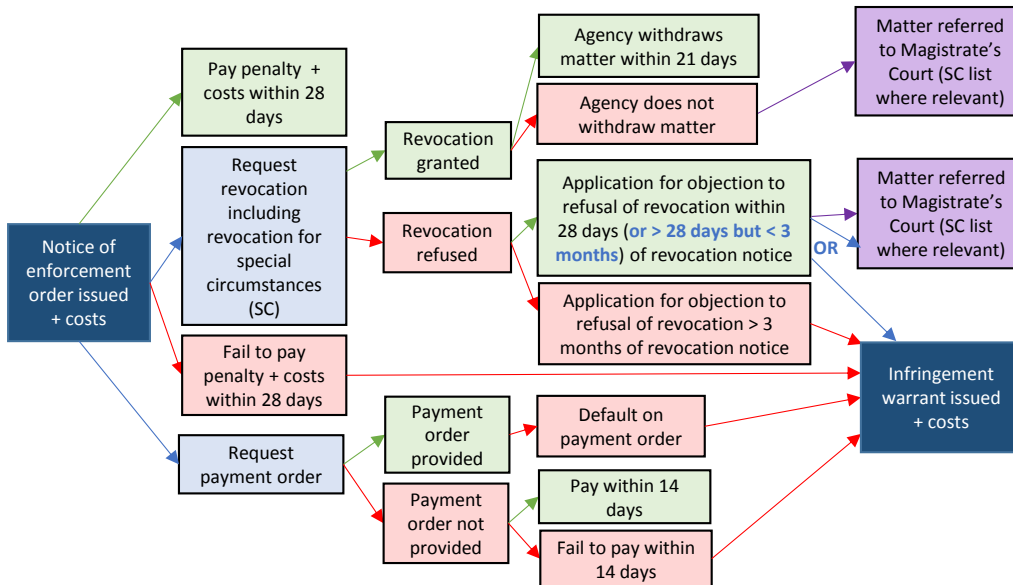 Notice of
enforcement
order issued
+ costs
Pay penalty +
costs within 28
days
Request
revocation
including
revocation for
special
circumstances
(SC)
Fail to pay
penalty + costs
within 28 days
Request
payment order
Revocation
granted
Revocation
refused
Payment
order
provided
Payment
order not
provided
Agency withdraws
matter within 21 days
Agency does not
withdraw matter
Application for objection to
refusal of revocation within
28 days (or > 28 days but < 3
months) of revocation notice
Application for objection to
refusal of revocation > 3
months of revocation notice
Default on
payment order
Pay within 14
days
Fail to pay within
14 days
Matter referred
to Magistrate’s
Court (SC list
where relevant)
OR
Matter referred
to Magistrate’s
Court (SC list
where relevant)
Infringement
warrant issued
+ costs